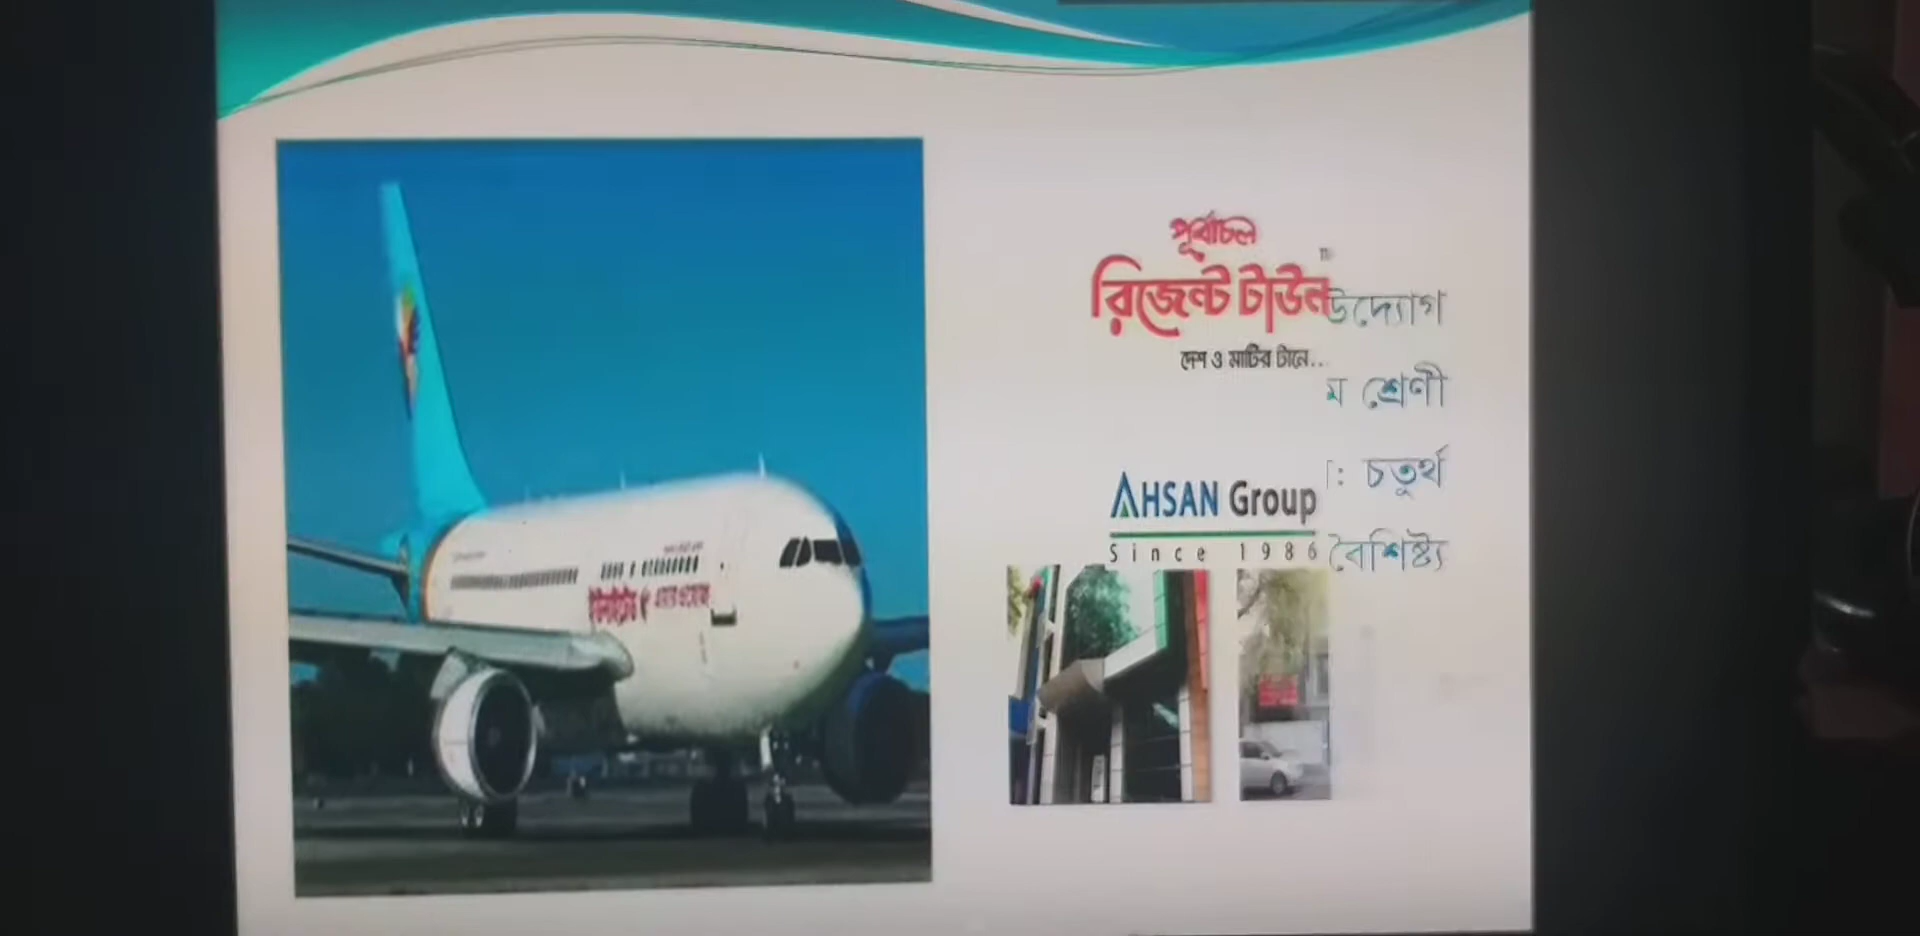 পূর্বাচল
রিজেন্ট টাউন
উদ্যোগ
দেশ ও মাটির টানে...
ম শ্রেণী
AHSAN Group
: চতুর্থ
Since 1986
বৈশিষ্ট্য